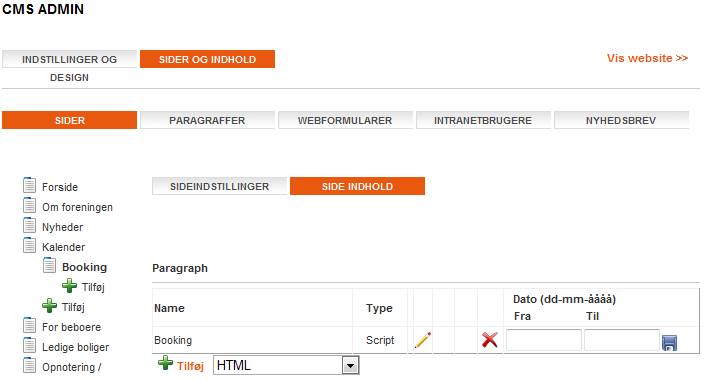 CMS ADMIN
INDSTILLINGER OG
DESIGN
SIDER OG INDHOLD
Vis website >>
SIDER
PARAGRAFFER
WEBFORMULARER
INTRANETBRUGERE
NYHEDSBREV
Forside
Om foreningen
Nyheder
Kalender
Booking
Tilføj
Tilføj
For beboere
Ledige boliger
Opnotering /
SIDEINDSTILLINGER
SIDE INDHOLD
Paragraph
Name
Type
Dato (dd-mm-åååå)
Fra
Til
Booking
Script
Tilføj
HTML